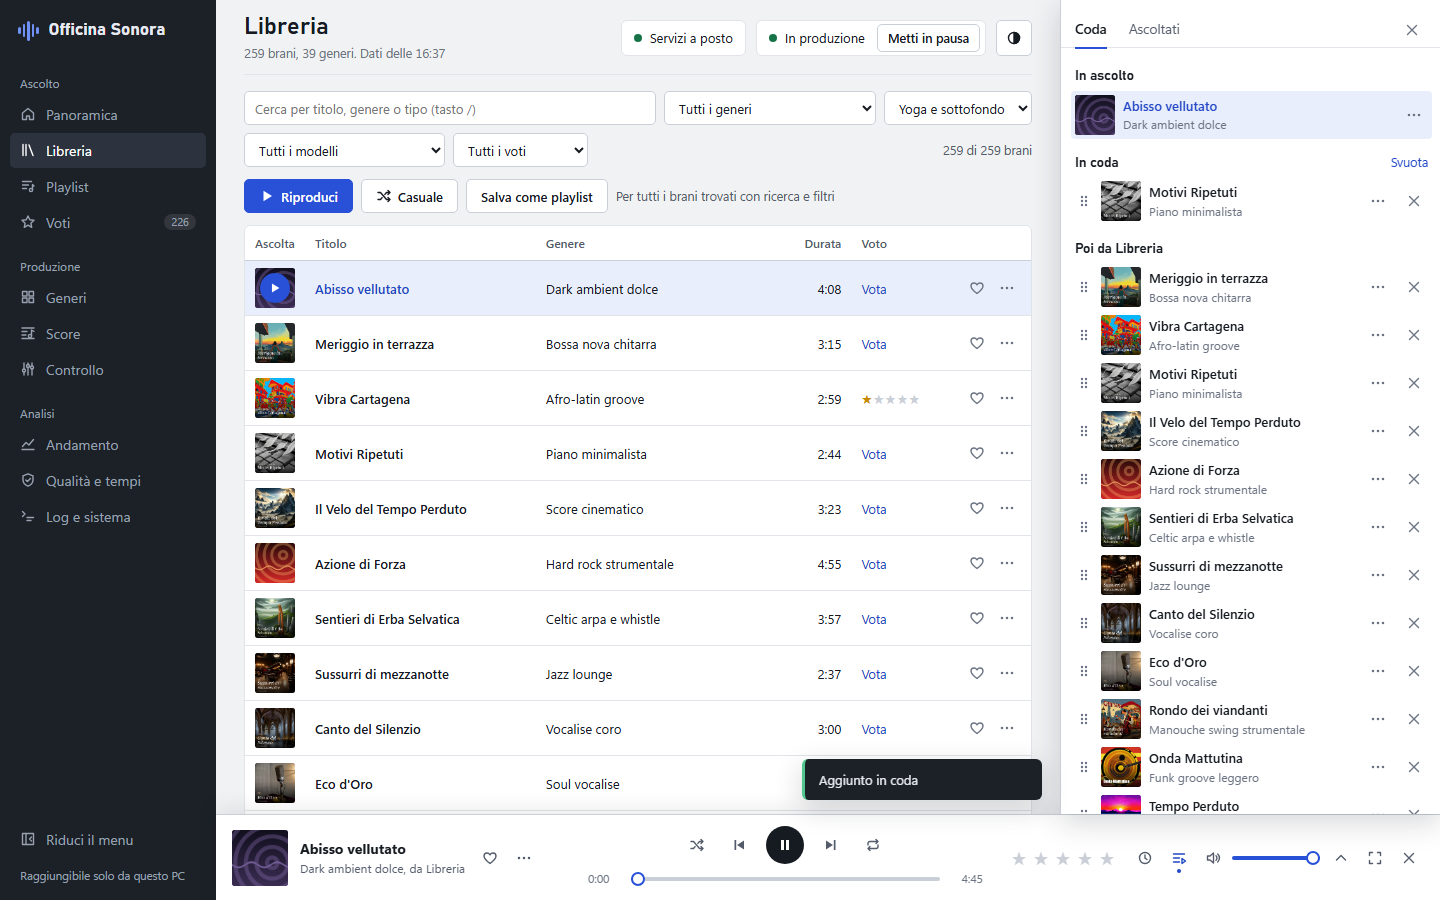 Officina Sonora
Ascolto
Panoramica
Libreria
Playlist
Voti
226
Produzione
Generi
Score
Controllo
Analisi
Andamento
Qualità e tempi
Log e sistema
Riduci il menu
Raggiungibile solo da questo PC
Libreria
259 brani, 39 generi. Dati delle 16:37
Servizi a posto
In produzione
Metti in pausa
Cerca per titolo, genere o tipo (tasto /)
Tutti i generi
Yoga e sottofondo
Tutti i modelli
Tutti i voti
259 di 259 brani
Riproduci
Casuale
Salva come playlist
Per tutti i brani trovati con ricerca e filtri
Ascolta Titolo Genere Durata Voto
Abisso vellutato Dark ambient dolce 4:08 Vota
Meriggio in terrazza Bossa nova chitarra 3:15 Vota
Vibra Cartagena Afro-latin groove 2:59
Motivi Ripetuti Piano minimalista 2:44 Vota
Il Velo del Tempo Perduto Score cinematico 3:23 Vota
Azione di Forza Hard rock strumentale 4:55 Vota
Sentieri di Erba Selvatica Celtic arpa e whistle 3:57 Vota
Sussurri di mezzanotte Jazz lounge 2:37 Vota
Canto del Silenzio Vocalise coro 3:00 Vota
Eco d'Oro Soul vocalise
Aggiunto in coda
Coda
Ascoltati
In ascolto
Abisso vellutato
Dark ambient dolce
In coda
Svuota
Motivi Ripetuti
Piano minimalista
Poi da Libreria
Meriggio in terrazza
Bossa nova chitarra
Vibra Cartagena
Afro-latin groove
Motivi Ripetuti
Piano minimalista
Il Velo del Tempo Perduto
Score cinematico
Azione di Forza
Hard rock strumentale
Sentieri di Erba Selvatica
Celtic arpa e whistle
Sussurri di mezzanotte
Jazz lounge
Canto del Silenzio
Vocalise coro
Eco d'Oro
Soul vocalise
Rondo dei viandanti
Manouche swing strumentale
Onda Mattutina
Funk groove leggero
Tempo Perduto
Abisso vellutato
Dark ambient dolce, da Libreria
0:00
4:45